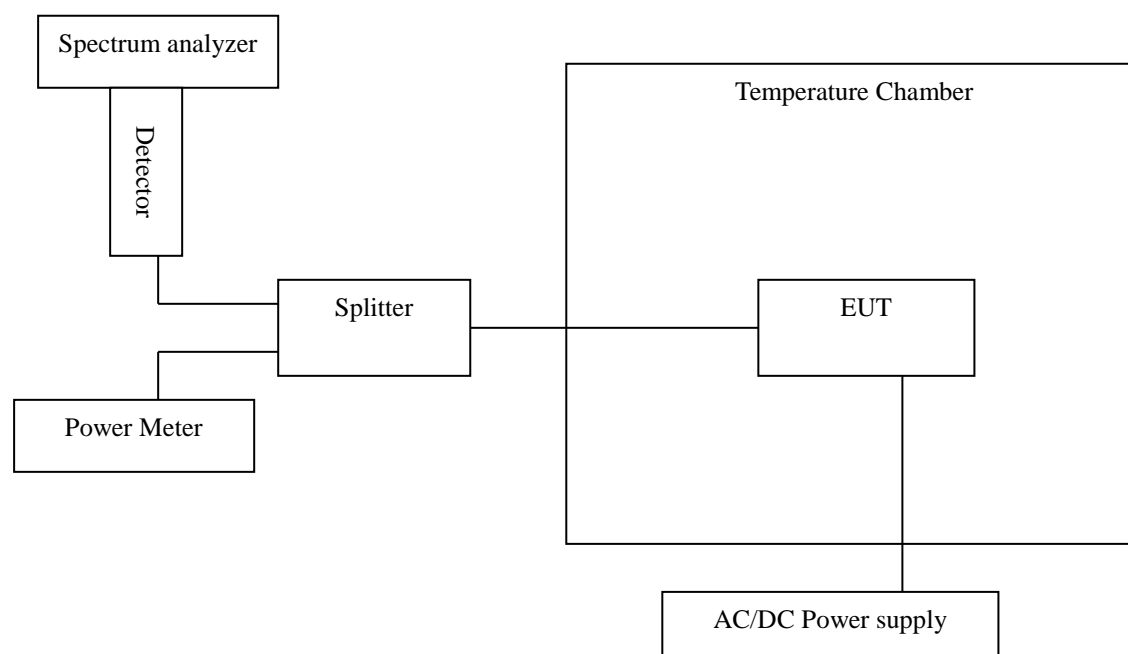 Spectrum analyzer
Temperature Chamber
Detector
Splitter
EUT
Power Meter
AC/DC Power supply